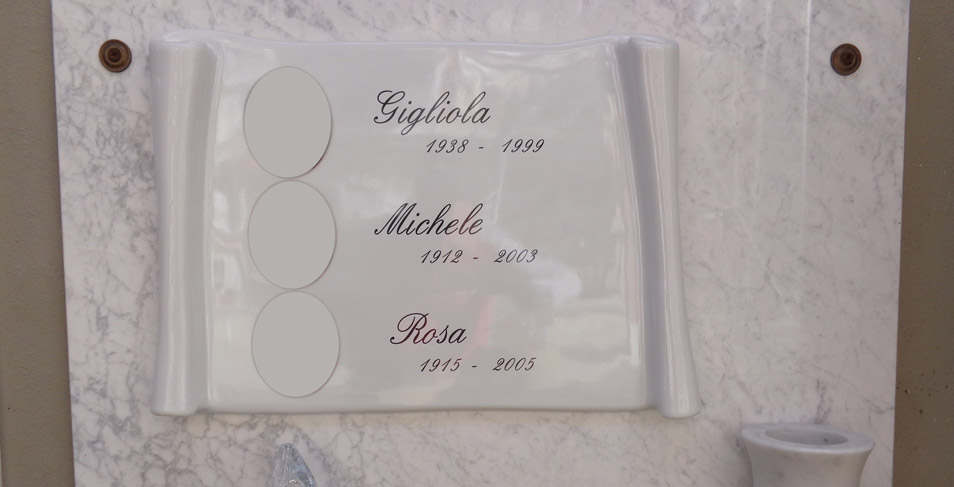 Gigliola
1938 - 1999
Michele
1912 - 2003
Rosa
1915 - 2005